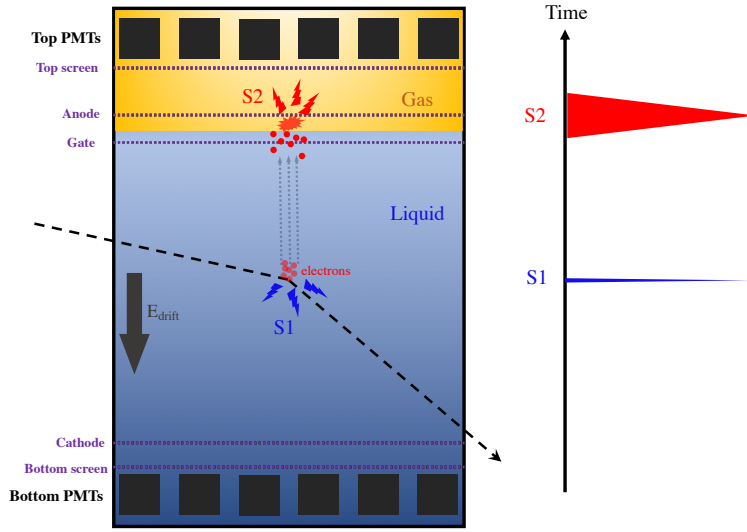 Top PMTs
Top screen
Anode
Gate
S2
Gas
Liquid
electrons
S1
E_drift
Cathode
Bottom screen
Bottom PMTs
Time
S2
S1